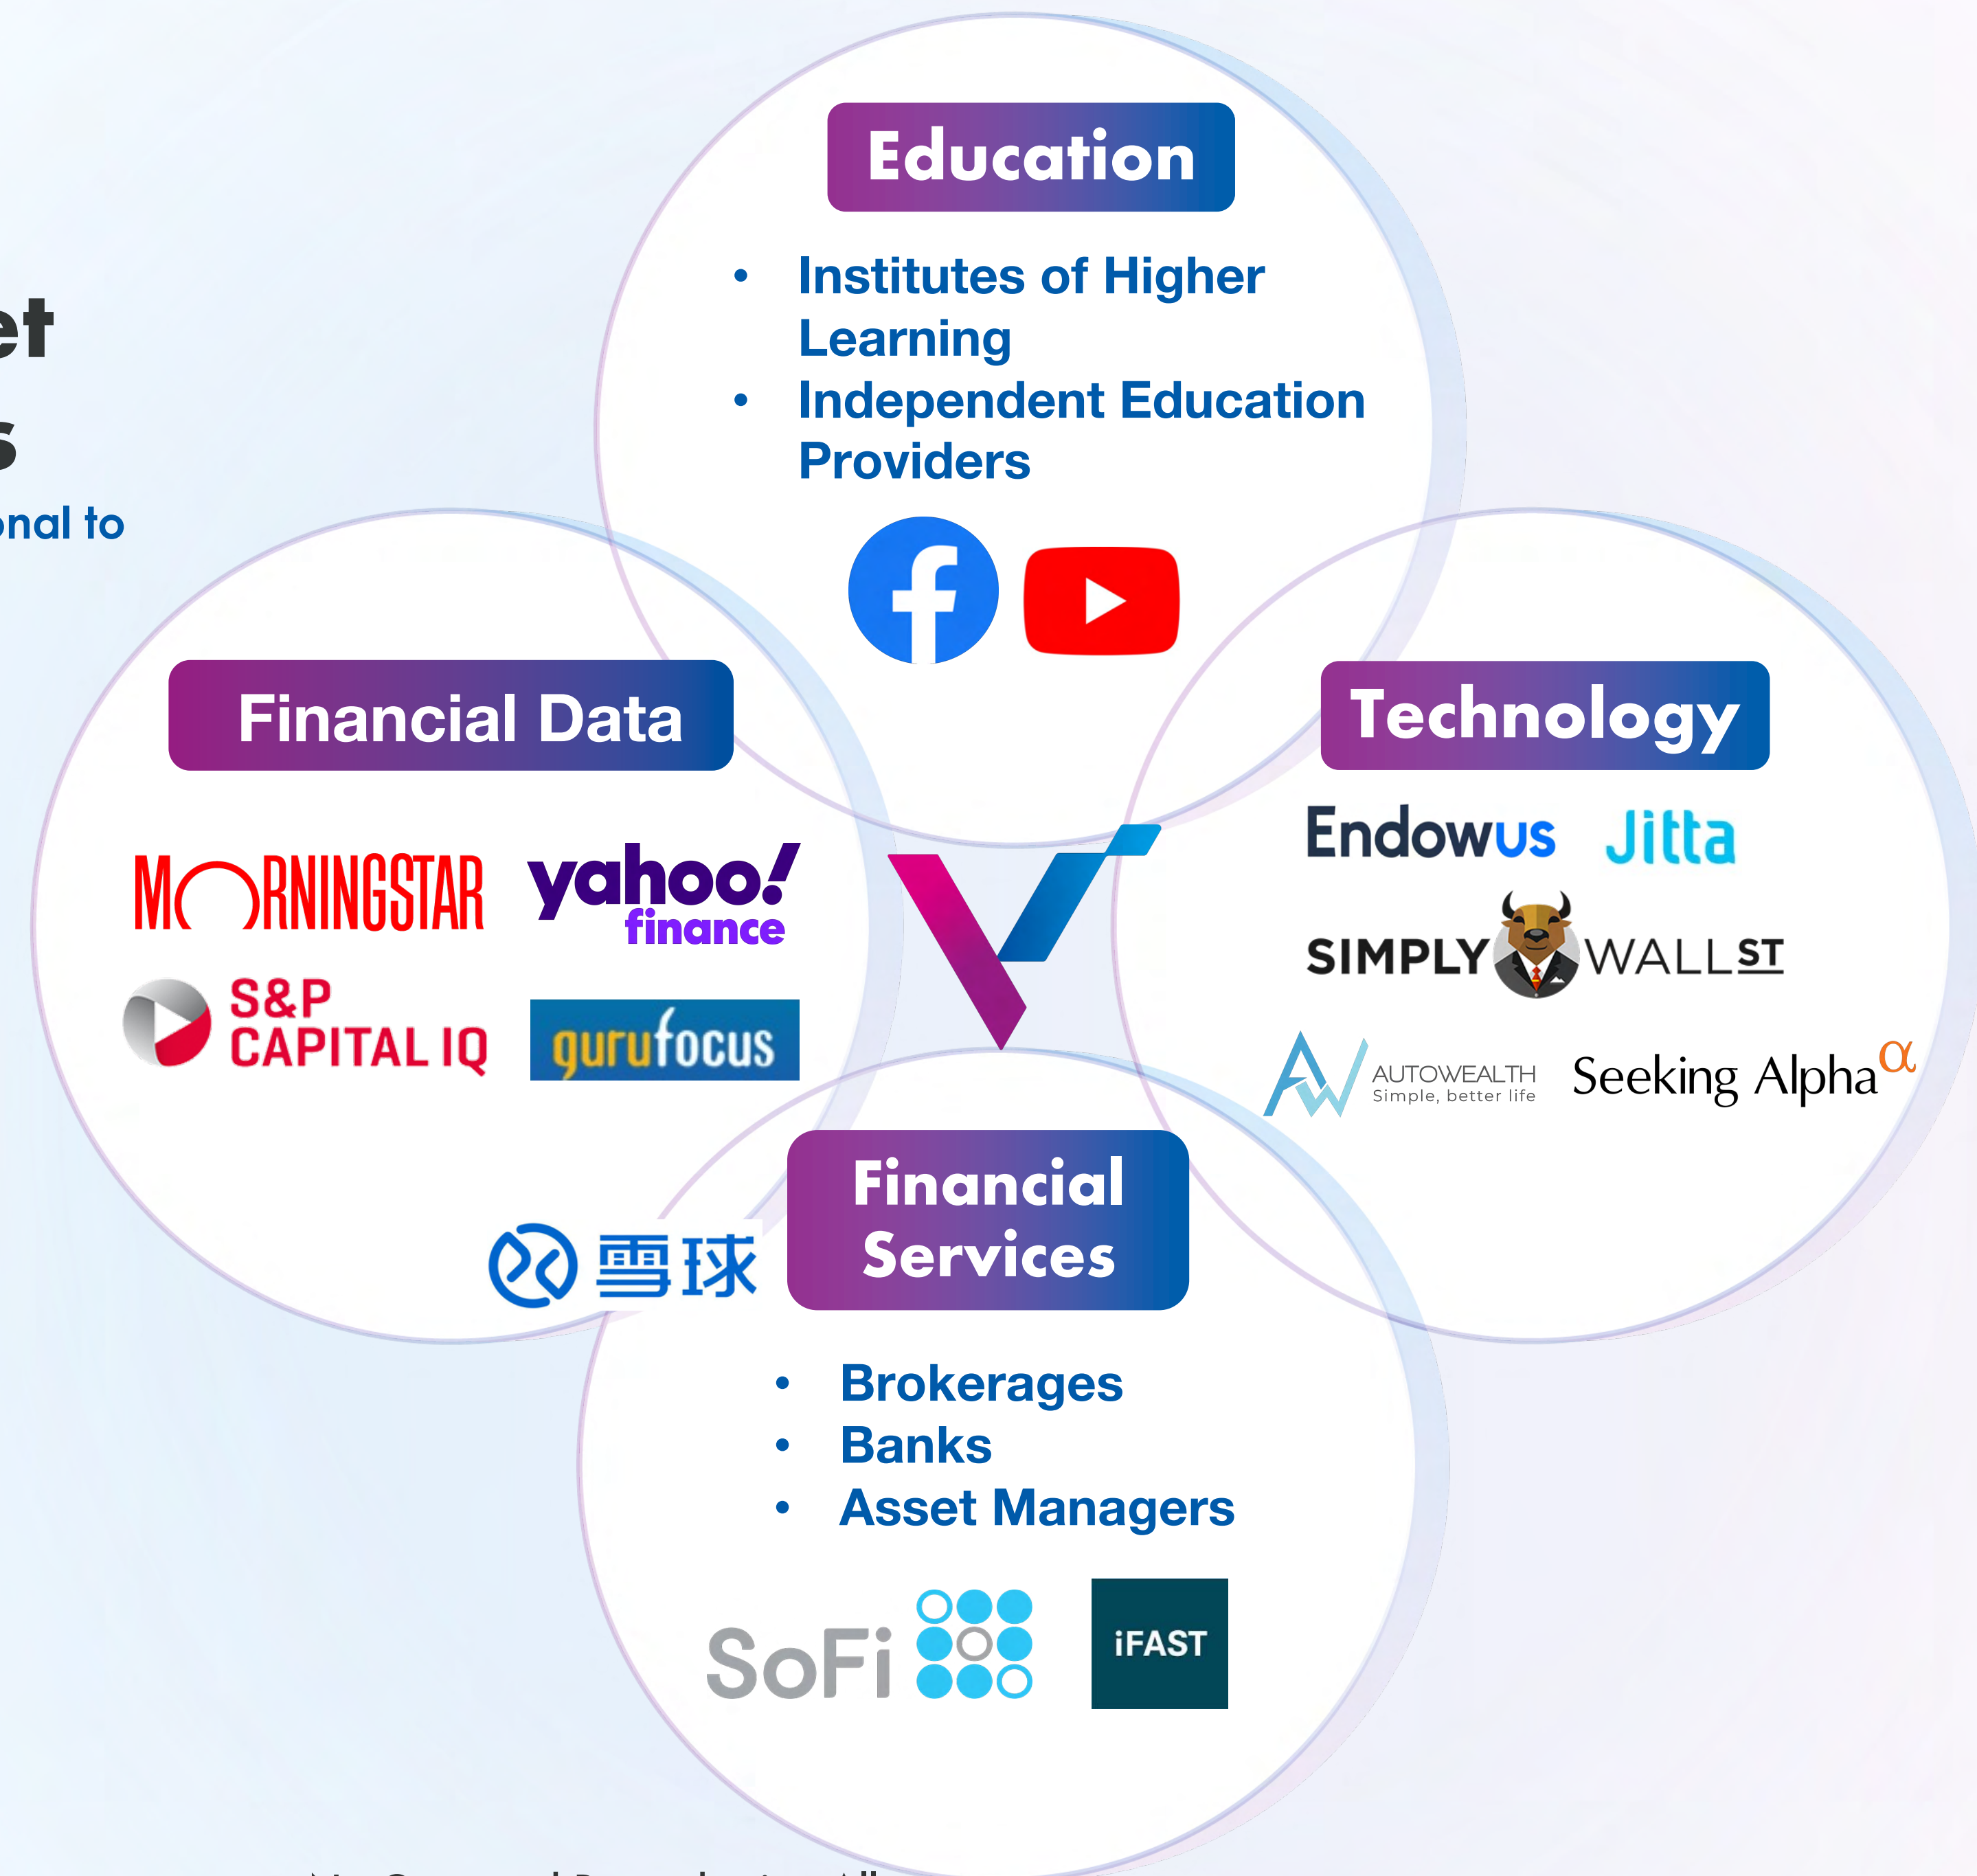 Education
• Institutes of Higher
Learning
• Independent Education
Providers
et
s
onal to
Financial Data
MORNINGSTAR
yahoo!
finance
S&P
CAPITAL IQ
gurufocus
雪球
Technology
Endowus
Jitta
SIMPLY WALL ST
AUTOWEALTH
Simple, better life
Seeking Alpha α
Financial
Services
• Brokerages
• Banks
• Asset Managers
SoFi
iFAST